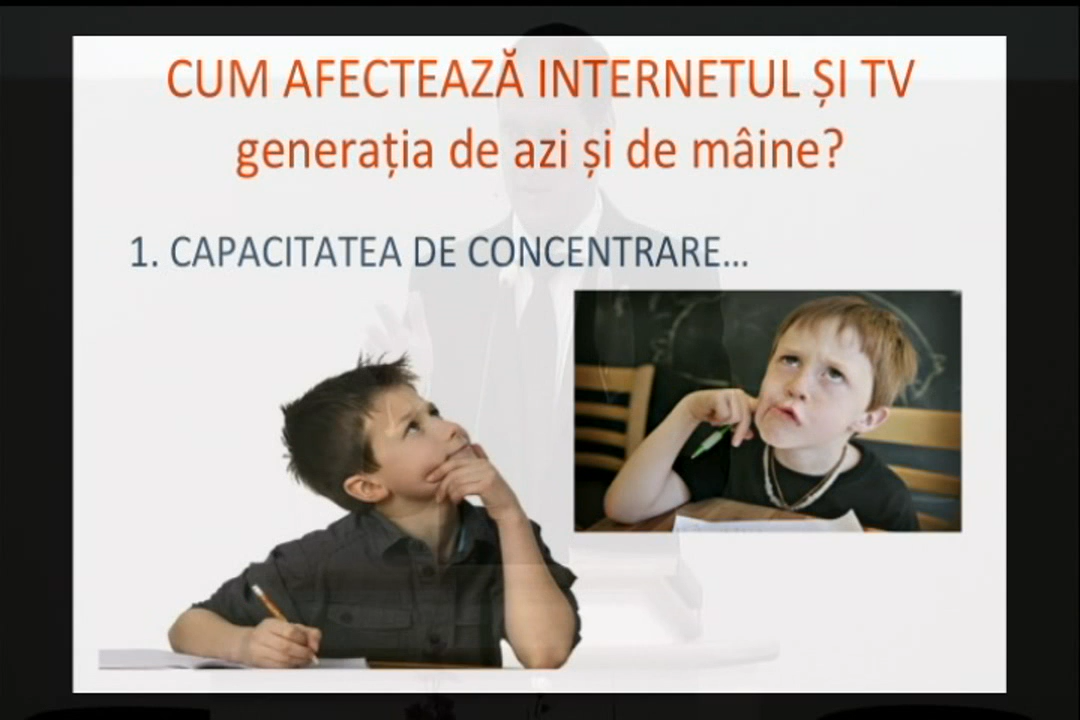 CUM AFECTEAZĂ INTERNETUL ȘI TV
generația de azi și de mâine?
1. CAPACITATEA DE CONCENTRARE...